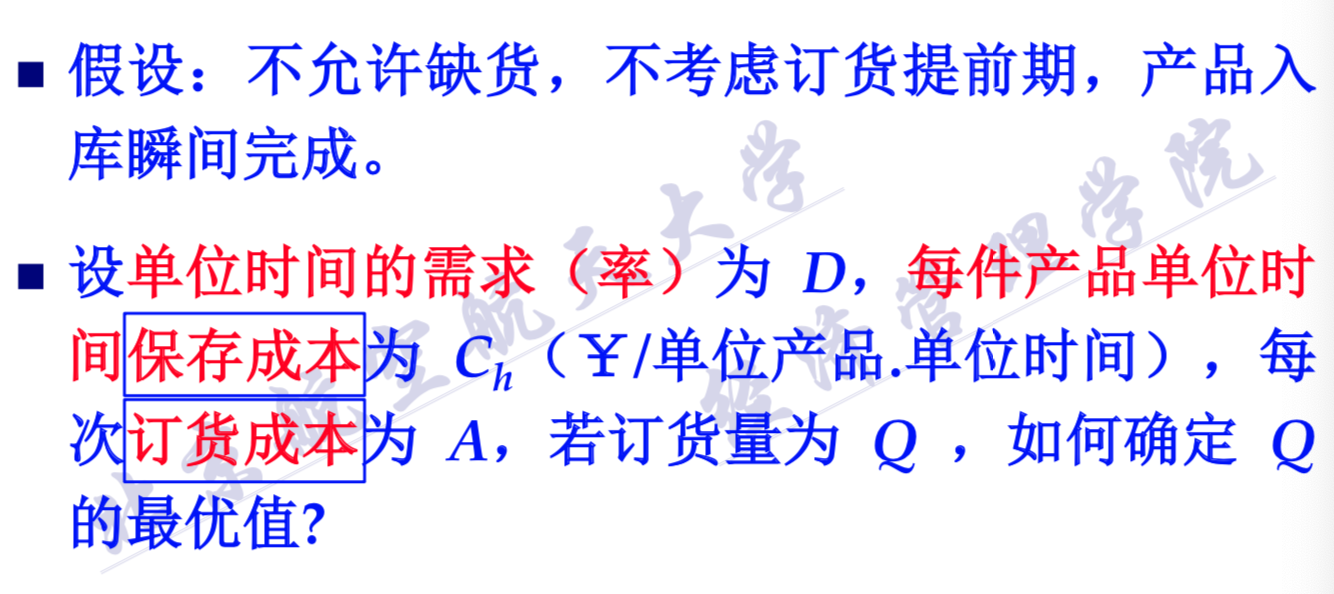 ■ 假设：不允许缺货，不考虑订货提前期，产品入
库瞬间完成。
■ 设单位时间的需求（率）为 D，每件产品单位时
间保存成本为 Cₕ（￥/单位产品.单位时间），每
次订货成本为 A，若订货量为 Q ，如何确定 Q
的最优值?
北京航空航天大学
经济管理学院